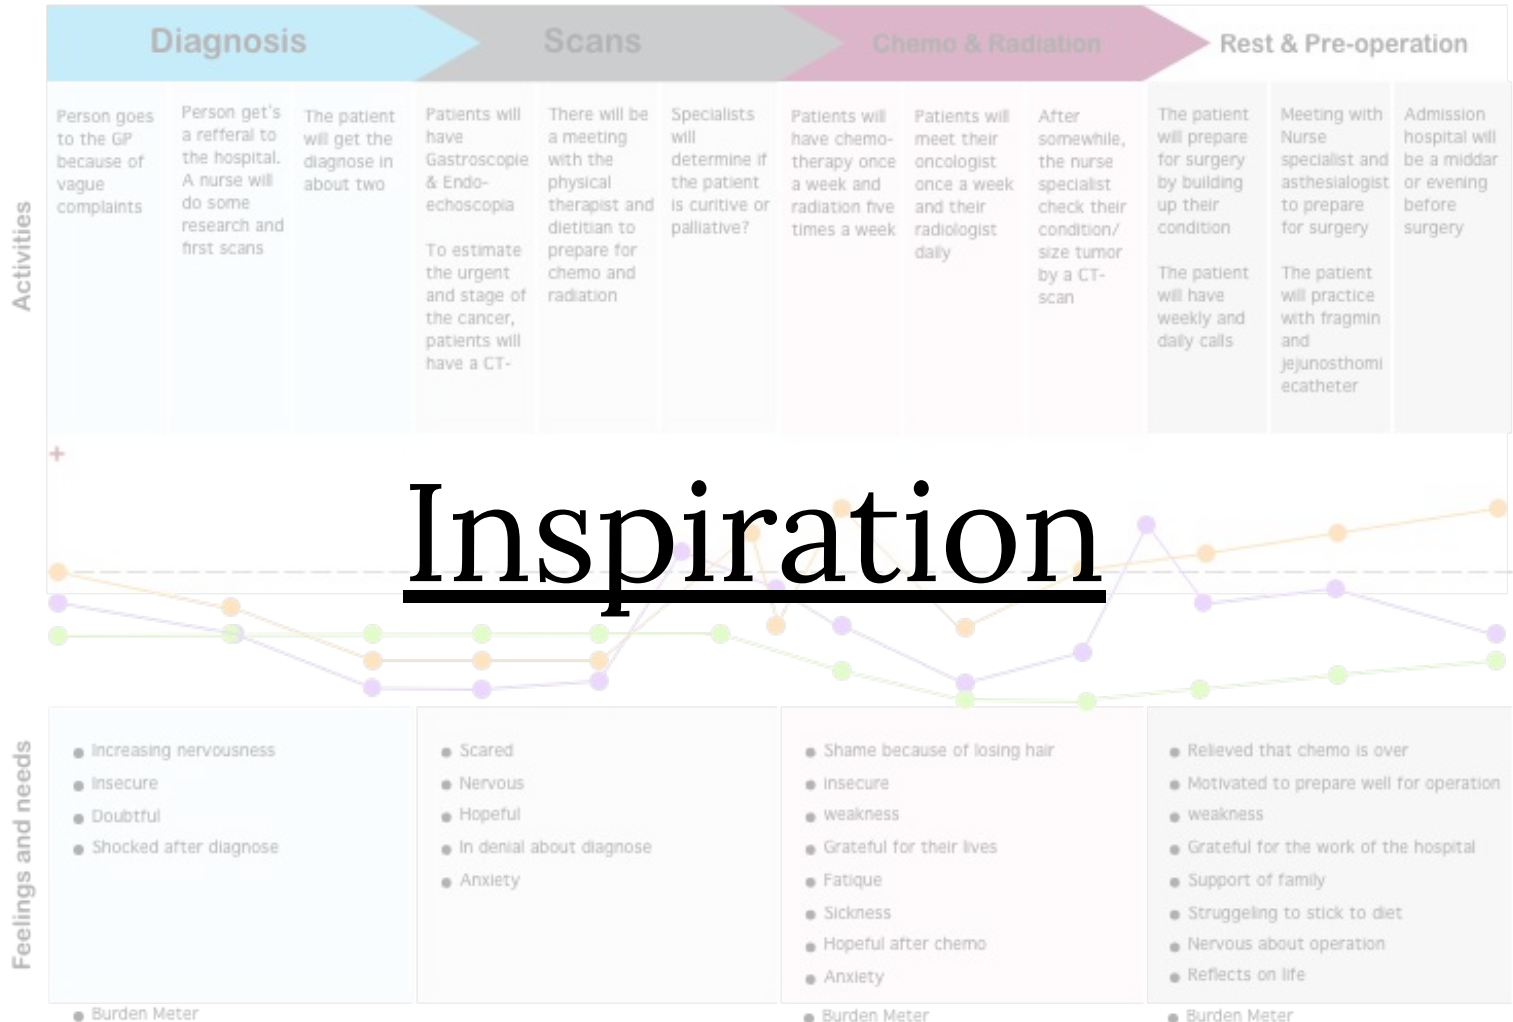 Diagnosis
Scans
Chemo & Radiation
Rest & Pre-operation
Activities
Person goes
to the GP
because of
vague
complaints
Person get's
a refferal to
the hospital.
A nurse will
do some
research and
first scans
The patient
will get the
diagnose in
about two
Patients will
have
Gastroscopie
& Endo-
echoscopia
To estimate
the urgent
and stage of
the cancer,
patients will
have a CT-
There will be
a meeting
with the
physical
therapist and
dietitian to
prepare for
chemo and
radiation
Specialists
will
determine if
the patient
is curitive or
palliative?
Patients will
have chemo-
therapy once
a week and
radiation five
times a week
Patients will
meet their
oncologist
once a week
and their
radiologist
daily
After
somewhile,
the nurse
specialist
check their
condition/
size tumor
by a CT-
scan
The patient
will prepare
for surgery
by building
up their
condition
The patient
will have
weekly and
daily calls
Meeting with
Nurse
specialist and
asthesialogist
to prepare
for surgery
The patient
will practice
with fragmin
and
jejunosthomi
ecatheter
Admission
hospital will
be a middar
or evening
before
surgery
+
Inspiration
Feelings and needs
Increasing nervousness
Insecure
Doubtful
Shocked after diagnose
Burden Meter
Scared
Nervous
Hopeful
In denial about diagnose
Anxiety
Shame because of losing hair
insecure
weakness
Grateful for their lives
Fatique
Sickness
Hopeful after chemo
Anxiety
Burden Meter
Relieved that chemo is over
Motivated to prepare well for operation
weakness
Grateful for the work of the hospital
Support of family
Struggeling to stick to diet
Nervous about operation
Reflects on life
Burden Meter